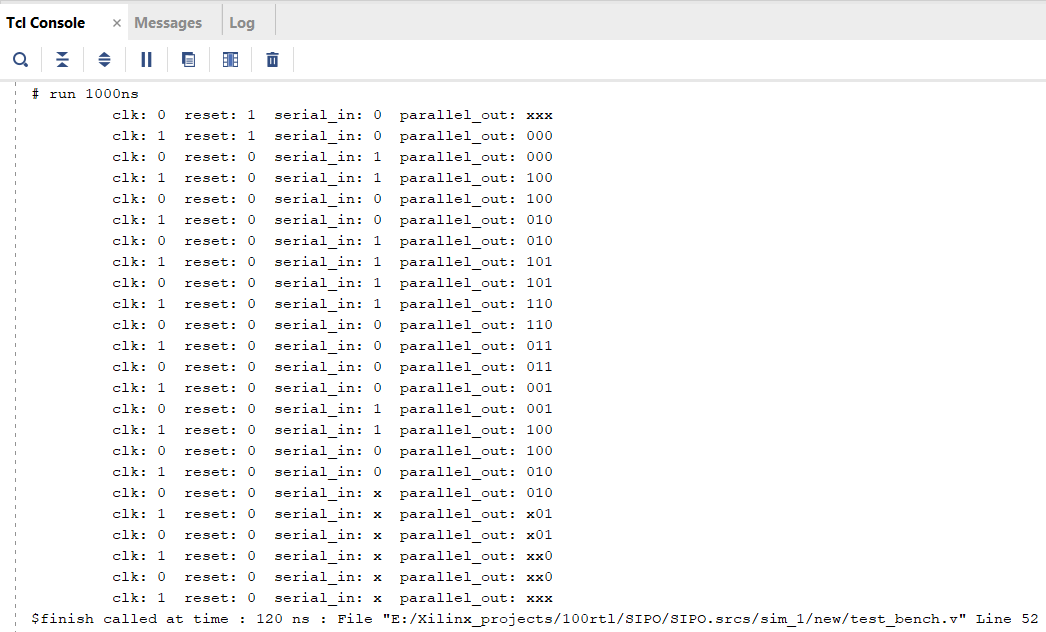 Tcl Console × Messages Log
# run 1000ns
clk: 0 reset: 1 serial_in: 0 parallel_out: xxx
clk: 1 reset: 1 serial_in: 0 parallel_out: 000
clk: 0 reset: 0 serial_in: 1 parallel_out: 000
clk: 1 reset: 0 serial_in: 1 parallel_out: 100
clk: 0 reset: 0 serial_in: 0 parallel_out: 100
clk: 1 reset: 0 serial_in: 0 parallel_out: 010
clk: 0 reset: 0 serial_in: 1 parallel_out: 010
clk: 1 reset: 0 serial_in: 1 parallel_out: 101
clk: 0 reset: 0 serial_in: 1 parallel_out: 101
clk: 1 reset: 0 serial_in: 1 parallel_out: 110
clk: 0 reset: 0 serial_in: 0 parallel_out: 110
clk: 1 reset: 0 serial_in: 0 parallel_out: 011
clk: 0 reset: 0 serial_in: 0 parallel_out: 011
clk: 1 reset: 0 serial_in: 0 parallel_out: 001
clk: 0 reset: 0 serial_in: 1 parallel_out: 001
clk: 1 reset: 0 serial_in: 1 parallel_out: 100
clk: 0 reset: 0 serial_in: 0 parallel_out: 100
clk: 1 reset: 0 serial_in: 0 parallel_out: 010
clk: 0 reset: 0 serial_in: x parallel_out: 010
clk: 1 reset: 0 serial_in: x parallel_out: x01
clk: 0 reset: 0 serial_in: x parallel_out: x01
clk: 1 reset: 0 serial_in: x parallel_out: xx0
clk: 0 reset: 0 serial_in: x parallel_out: xx0
clk: 1 reset: 0 serial_in: x parallel_out: xxx
$finish called at time : 120 ns : File "E:/Xilinx_projects/100rtl/SIPO/SIPO.srcs/sim_1/new/test_bench.v" Line 52